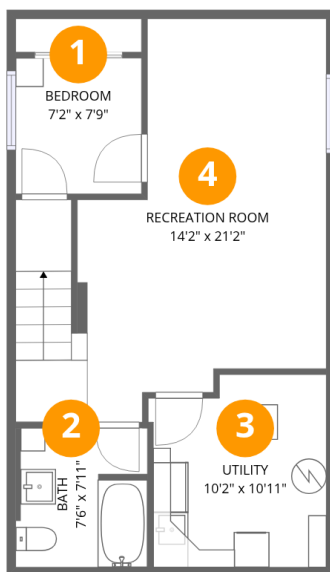 1
BEDROOM
7'2" x 7'9"
4
RECREATION ROOM
14'2" x 21'2"
2
BATH
7'6" x 7'11"
3
UTILITY
10'2" x 10'11"